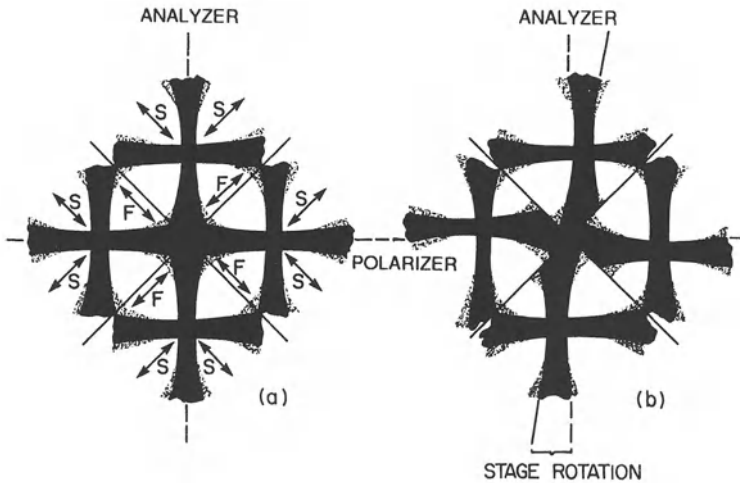 ANALYZER
ANALYZER
S S
F F
S S
POLARIZER
F F
S S
S S
(a)
(b)
STAGE ROTATION